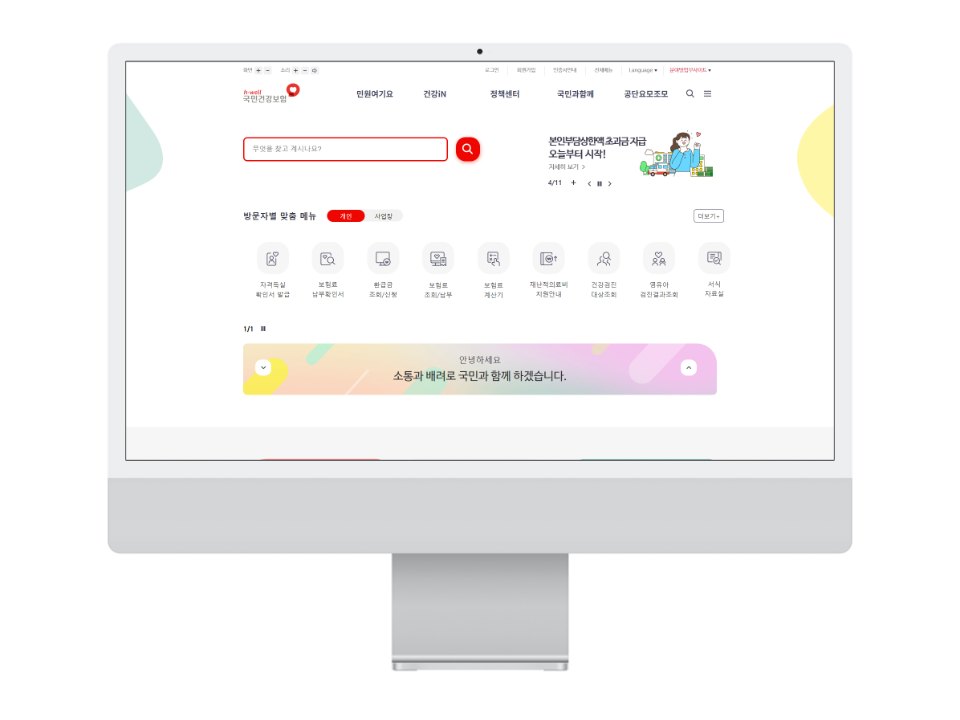 화면 + −
소리 + −
로그인
회원가입
인증서안내
전체메뉴
Language
h-well
국민건강보험
민원여기요
건강iN
정책센터
국민과함께
공단요모조모
무엇을 찾고 계시나요?
본인부담상한액 초과금 지급
오늘부터 시작!
자세히 보기 >
4/11 +
방문자별 맞춤 메뉴
개인
사업장
더보기+
자격득실
확인서 발급
보험료
납부확인서
환급금
조회/신청
보험료
조회/납부
보험료
계산기
재난적의료비
지원안내
건강검진
대상조회
영유아
검진결과조회
서식
자료실
1/1
안녕하세요
소통과 배려로 국민과 함께 하겠습니다.